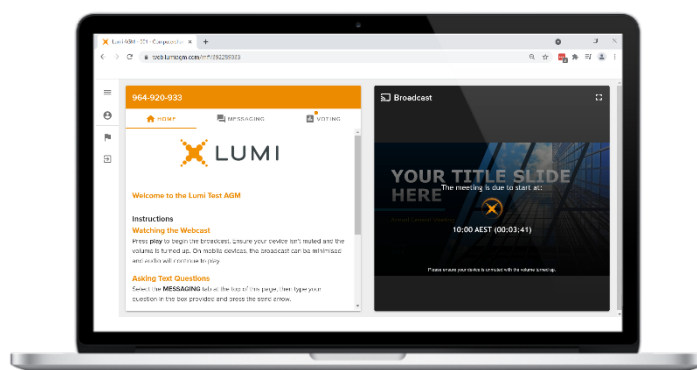 964-920-933
HOME
MESSAGING
VOTING
LUMI
Welcome to the Lumi Test AGM
Instructions
Watching the Webcast
Press play to begin the broadcast. Ensure your device isn't muted and the
volume is turned up. On mobile devices, the broadcast can be minimised
and audio will continue to play.
Asking Text Questions
Select the MESSAGING tab at the top of this page, then type your
question in the box provided and press the send arrow.
Broadcast
YOUR TITLE SLIDE
HERE
The meeting is due to start at:
10:00 AEST (00:03:41)
Please ensure your device is unmuted with the volume turned up.